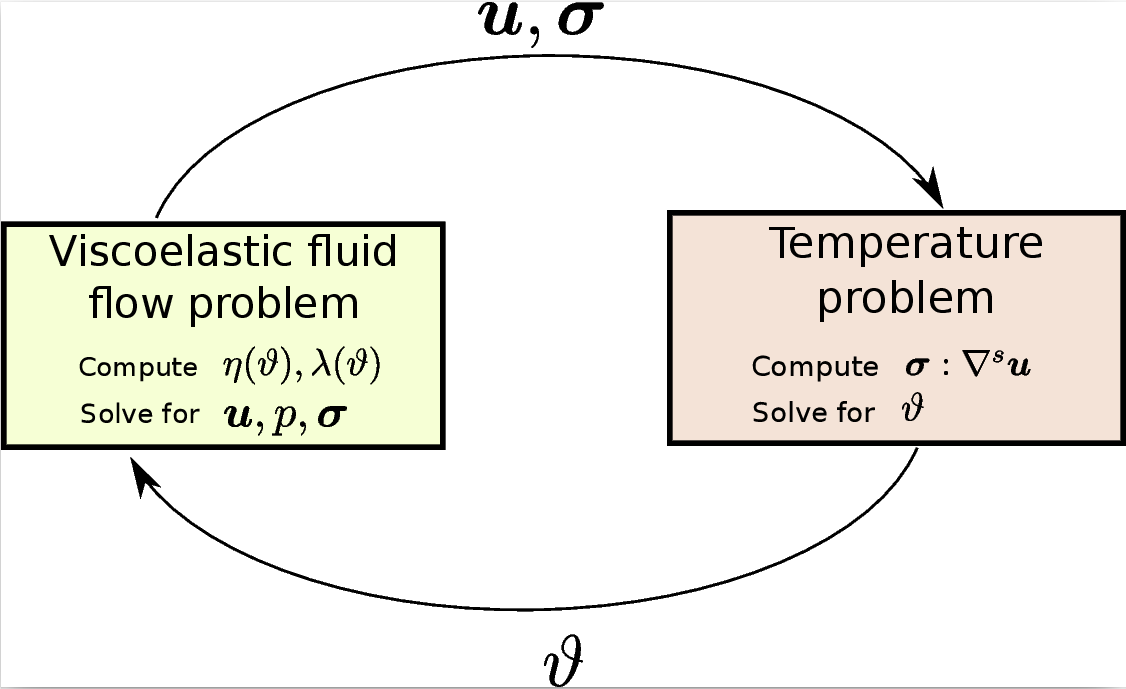 u, σ
Viscoelastic fluid
flow problem
Compute η(ϑ), λ(ϑ)
Solve for u, p, σ
Temperature
problem
Compute σ : ∇ˢu
Solve for ϑ
ϑ